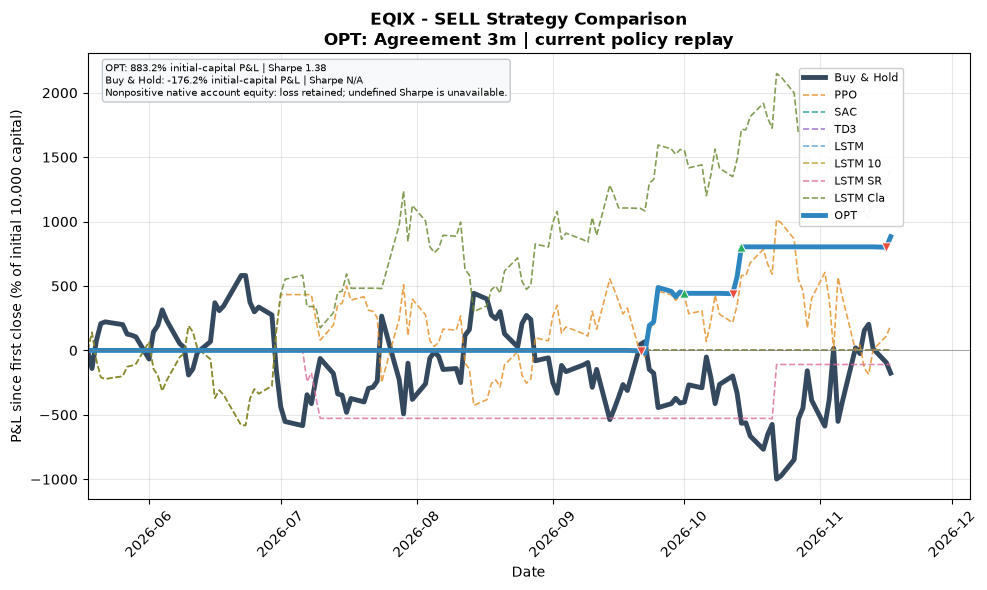 EQIX - SELL Strategy Comparison
OPT: Agreement 3m | current policy replay
OPT: 883.2% initial-capital P&L | Sharpe 1.38
Buy & Hold: -176.2% initial-capital P&L | Sharpe N/A
Nonpositive native account equity: loss retained; undefined Sharpe is unavailable.
Buy & Hold
PPO
SAC
TD3
LSTM
LSTM 10
LSTM SR
LSTM Cla
OPT
P&L since first close (% of initial 10,000 capital)
2000
1500
1000
500
0
−500
−1000
2026-06
2026-07
2026-08
2026-09
2026-10
2026-11
2026-12
Date